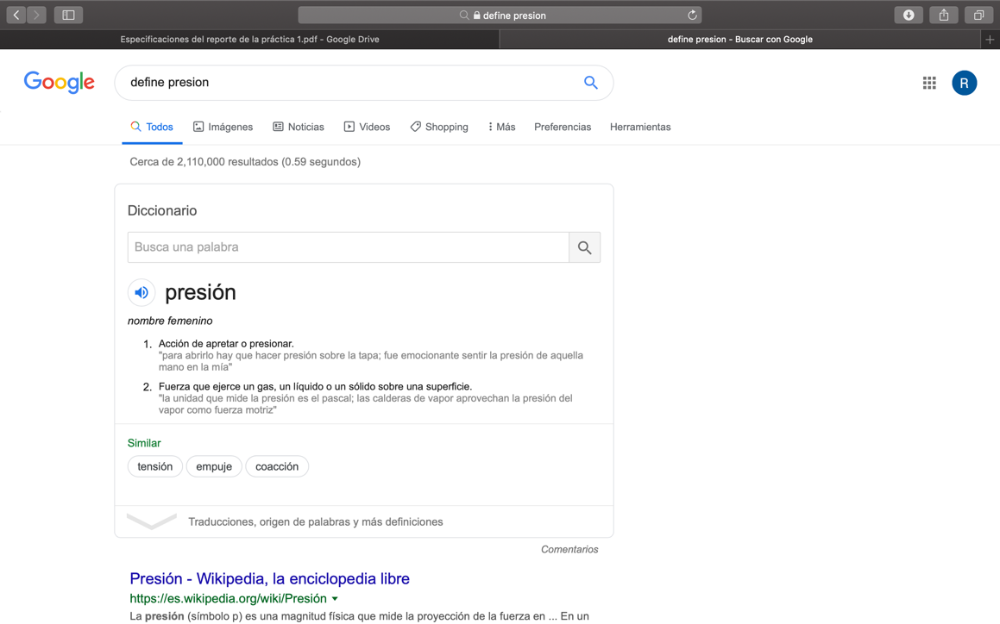 define presion
Especificaciones del reporte de la práctica 1.pdf - Google Drive
define presion - Buscar con Google
Google
define presion
R
Todos
Imágenes
Noticias
Videos
Shopping
Más
Preferencias
Herramientas
Cerca de 2,110,000 resultados (0.59 segundos)
Diccionario
Busca una palabra
presión
nombre femenino
1. Acción de apretar o presionar.
"para abrirlo hay que hacer presión sobre la tapa; fue emocionante sentir la presión de aquella
mano en la mía"
2. Fuerza que ejerce un gas, un líquido o un sólido sobre una superficie.
"la unidad que mide la presión es el pascal; las calderas de vapor aprovechan la presión del
vapor como fuerza motriz"
Similar
tensión
empuje
coacción
Traducciones, origen de palabras y más definiciones
Comentarios
Presión - Wikipedia, la enciclopedia libre
https://es.wikipedia.org/wiki/Presión
La presión (símbolo p) es una magnitud física que mide la proyección de la fuerza en ... En un